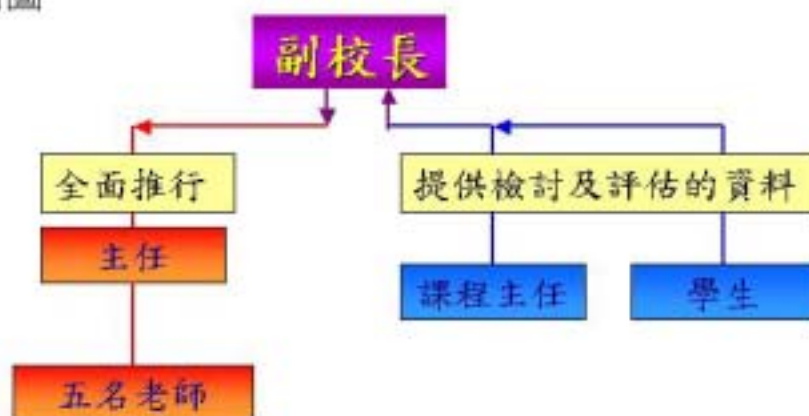 副校長
全面推行
提供檢討及評估的資料
主任
課程主任
學生
五名老師